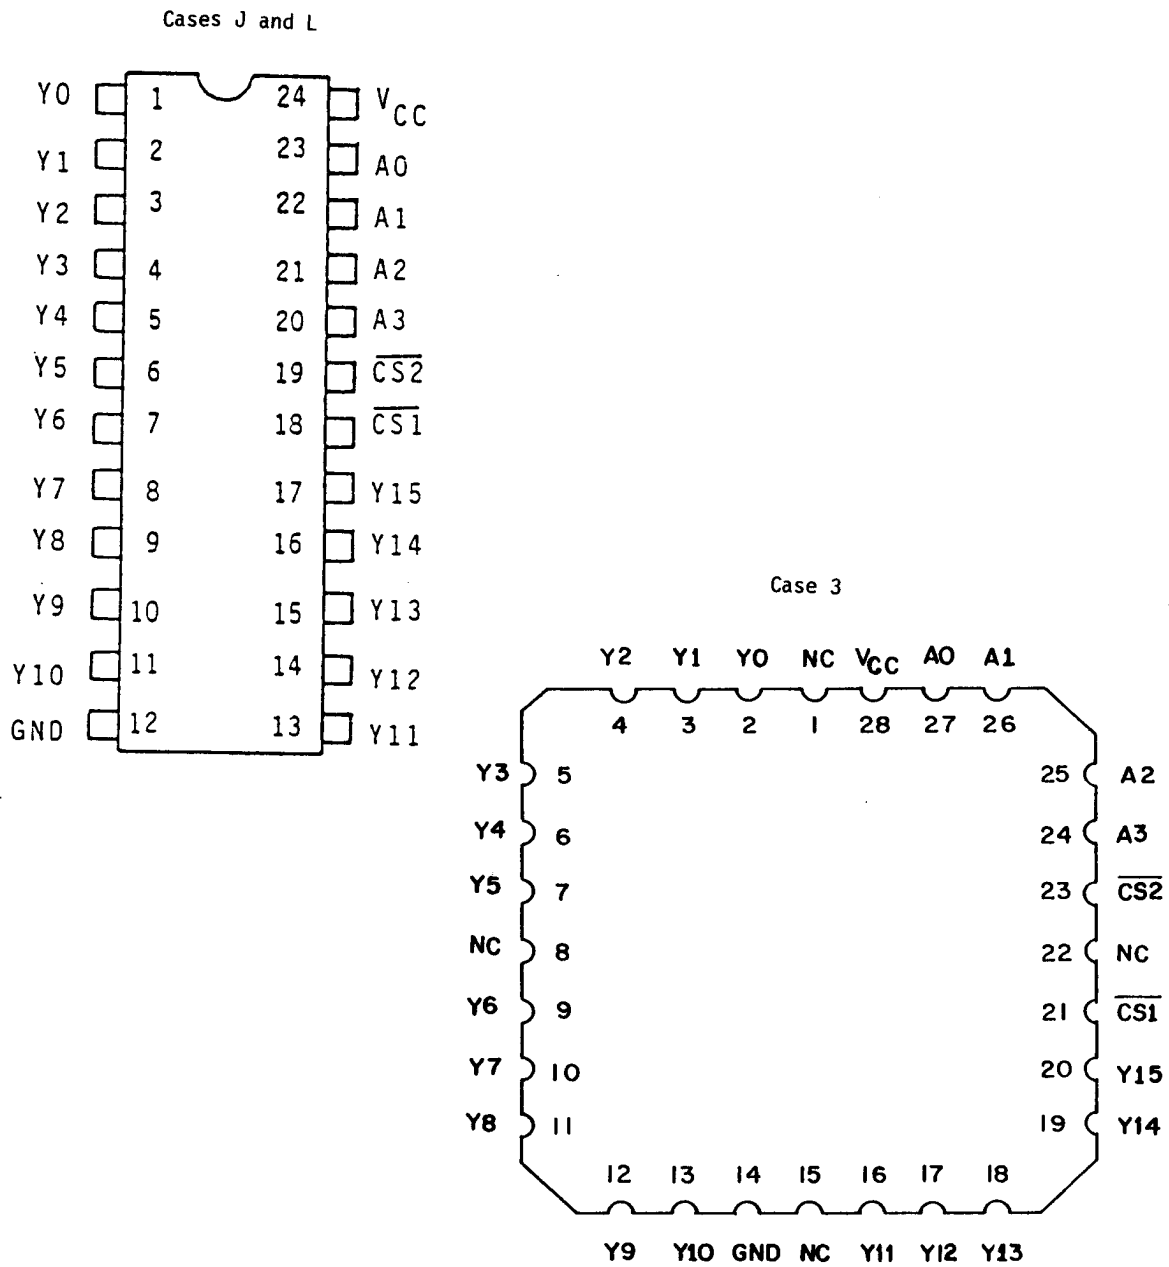 Cases J and L
Y0 1 24 VCC
Y1 2 23 A0
Y2 3 22 A1
Y3 4 21 A2
Y4 5 20 A3
Y5 6 19 CS2
Y6 7 18 CS1
Y7 8 17 Y15
Y8 9 16 Y14
Y9 10 15 Y13
Y10 11 14 Y12
GND 12 13 Y11
Case 3
Y2 Y1 Y0 NC VCC A0 A1
4 3 2 1 28 27 26
Y3 5 25 A2
Y4 6 24 A3
Y5 7 23 CS2
NC 8 22 NC
Y6 9 21 CS1
Y7 10 20 Y15
Y8 11 19 Y14
12 13 14 15 16 17 18
Y9 Y10 GND NC Y11 Y12 Y13